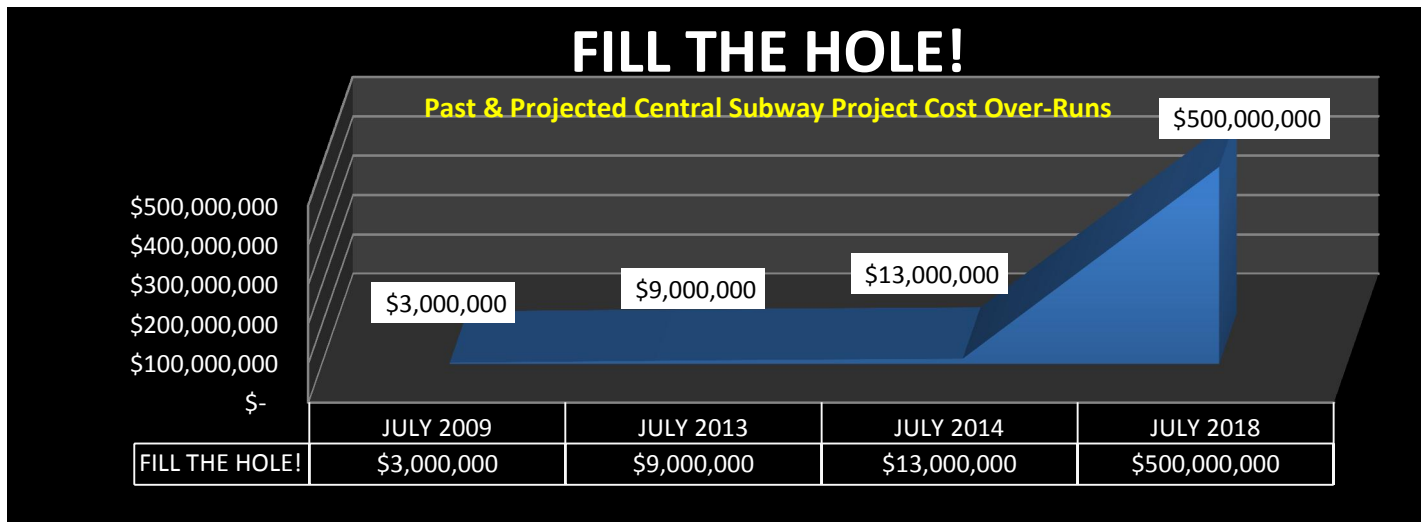 FILL THE HOLE!
Past & Projected Central Subway Project Cost Over-Runs
$500,000,000
$13,000,000
$9,000,000
$3,000,000
$500,000,000
$400,000,000
$300,000,000
$200,000,000
$100,000,000
$-
JULY 2009 JULY 2013 JULY 2014 JULY 2018
FILL THE HOLE! $3,000,000 $9,000,000 $13,000,000 $500,000,000